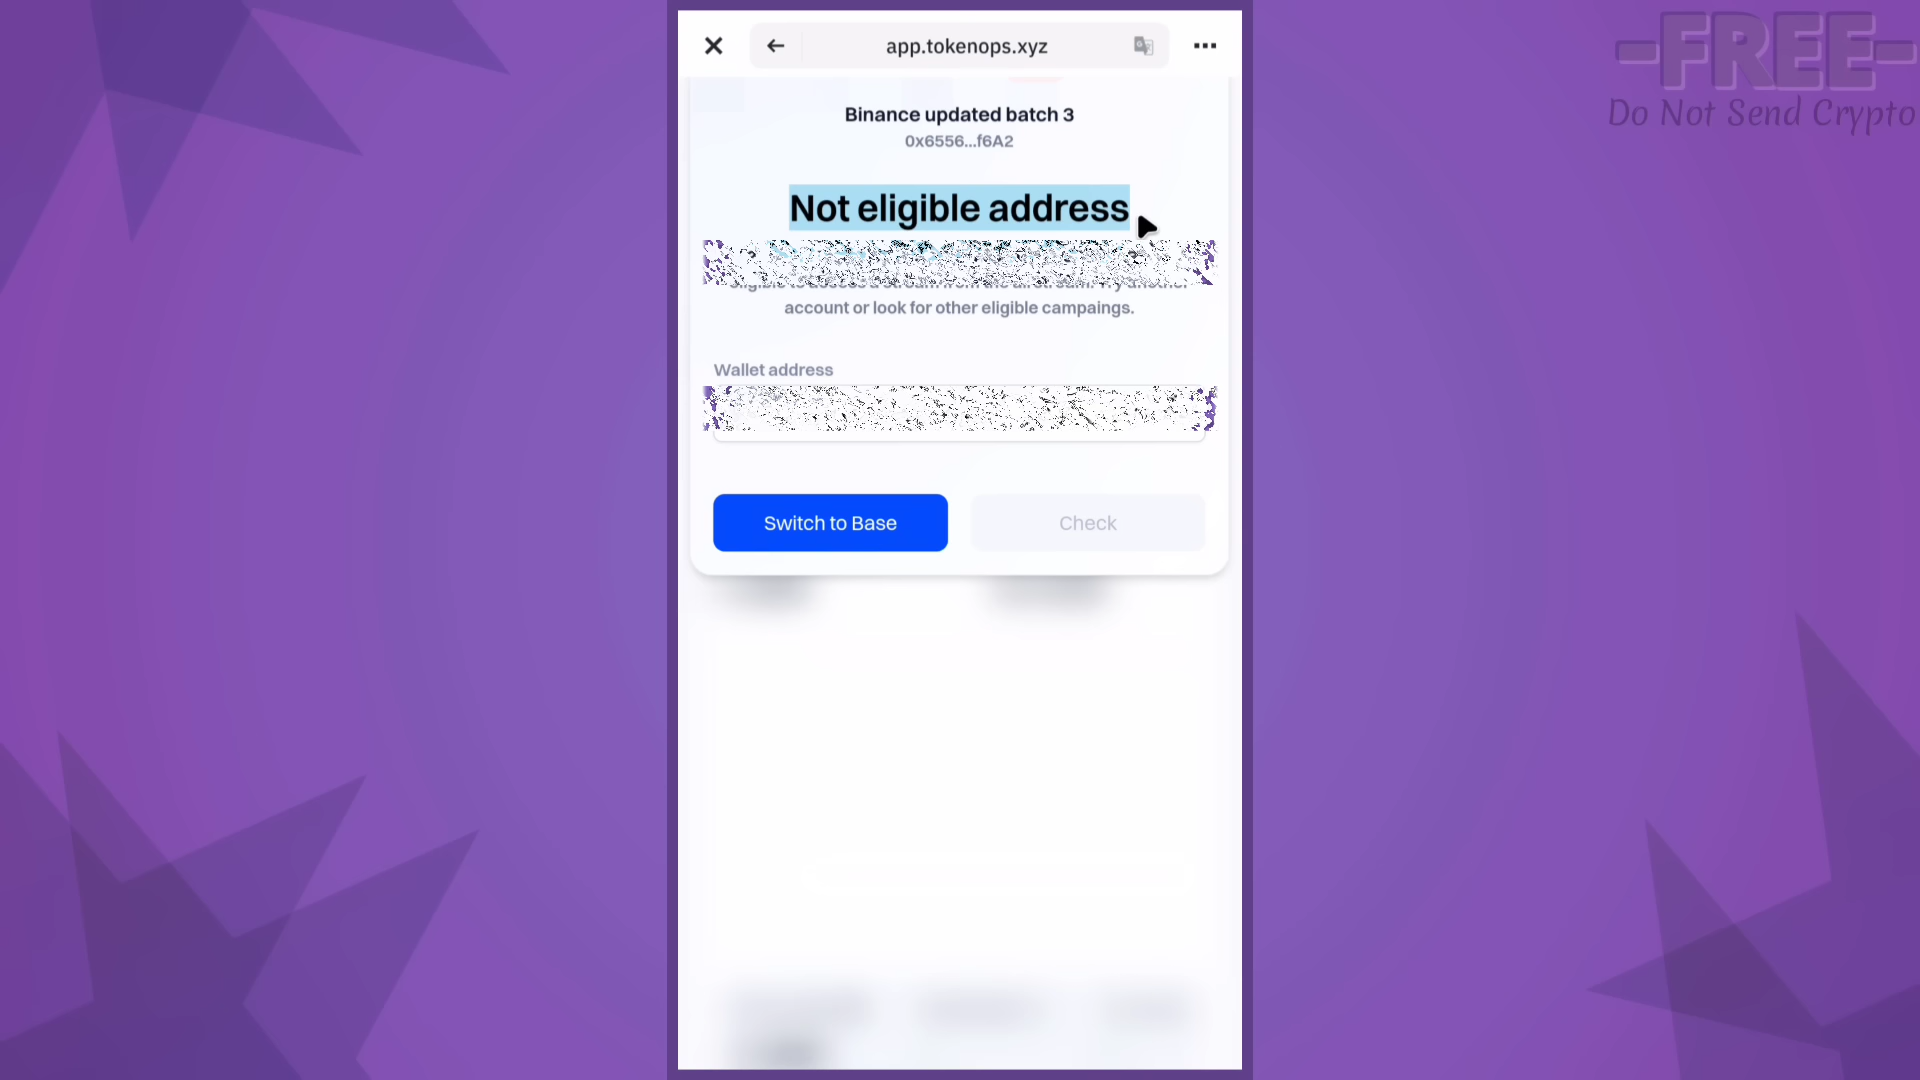 -FREE-
Do Not Send Crypto
app.tokenops.xyz
Binance updated batch 3
0x6556...f6A2
Not eligible address
account or look for other eligible campaings.
Wallet address
Switch to Base
Check